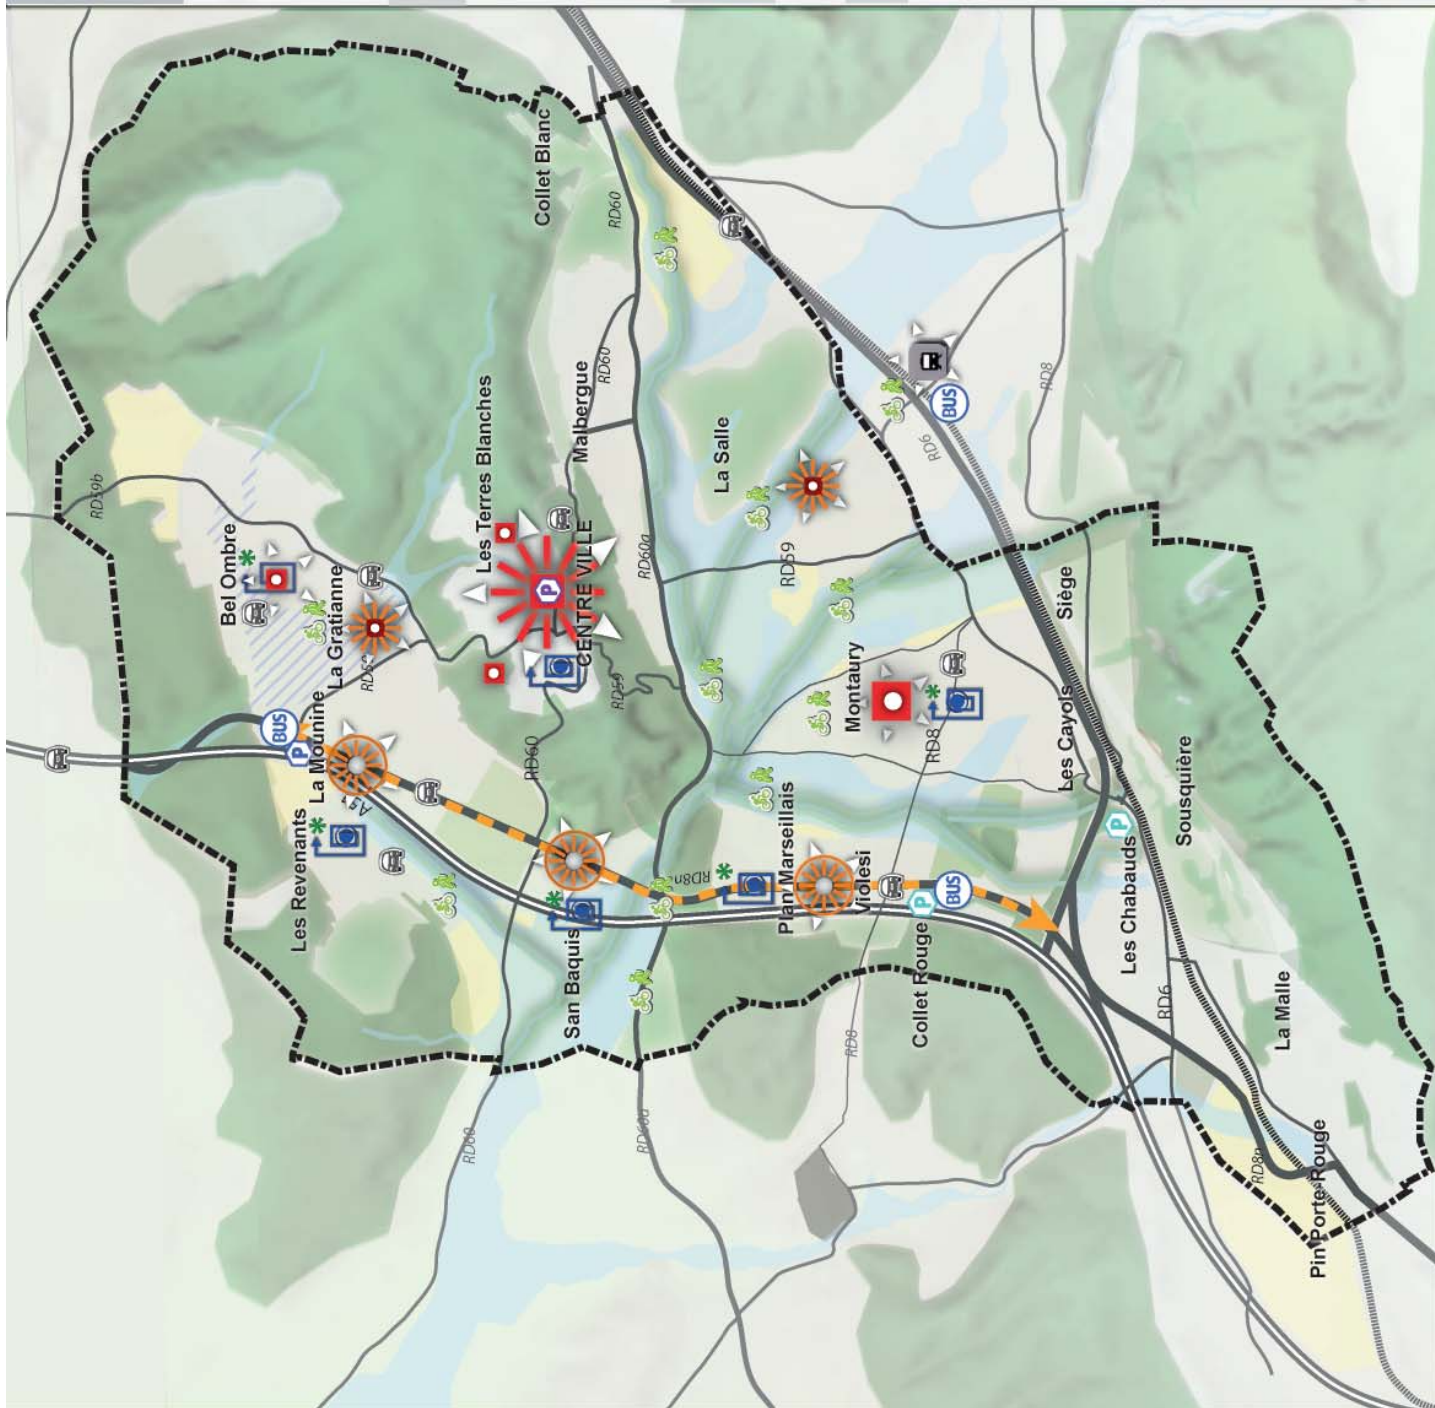 RD59b
Bel Ombre
BUS
P
Les Revenants
La Mounine
La Gratianne
RD60
Les Terres Blanches
RD60
Collet Blanc
P
San Baquis
Malbergue
CENTRE VILLE
RD60
RD59
RD60
RD60a
RD60a
RD8n
La Salle
Plan Marseillais
RD59
RD8
Violesi
Montaury
Collet Rouge
P
RD8
RD6
BUS
BUS
RD8
Les Cayols
Siège
P
Les Chabauds
RD6
Sousquière
RD8n
La Malle
Pin Porte-Rouge